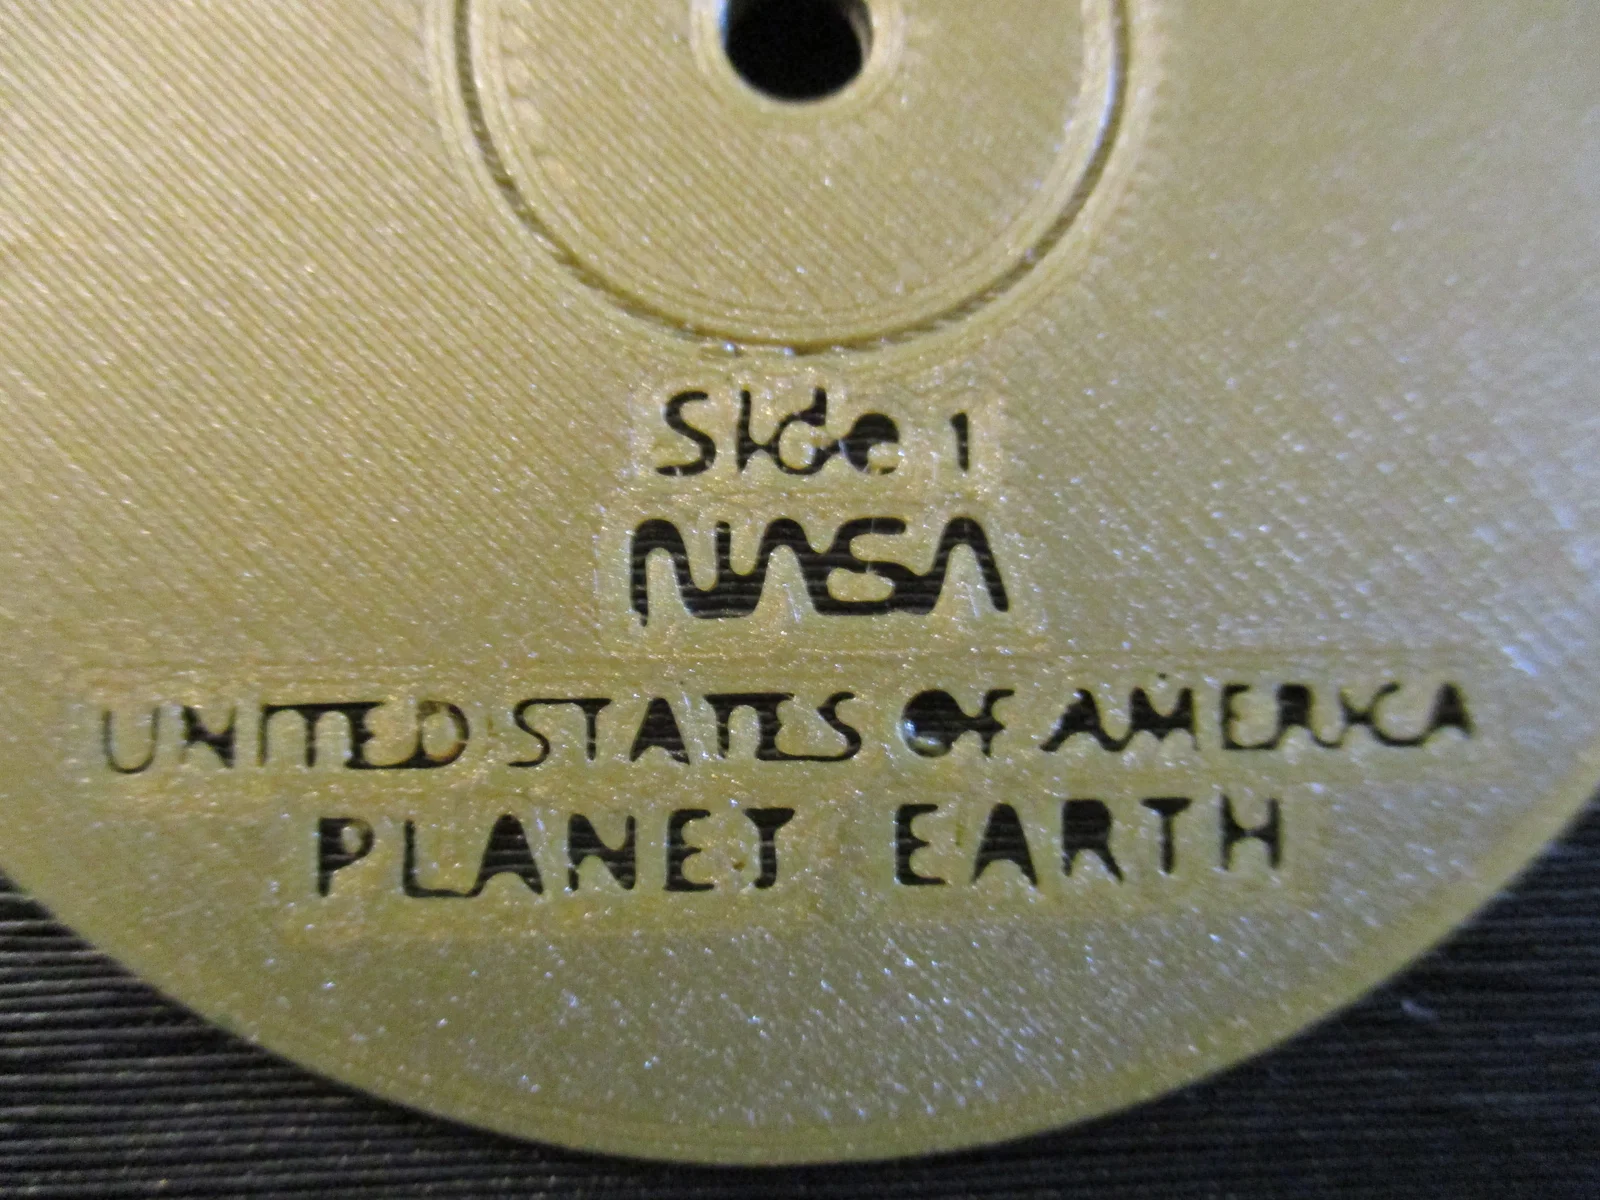 Side 1
NASA
UNITED STATES OF AMERICA
PLANET EARTH